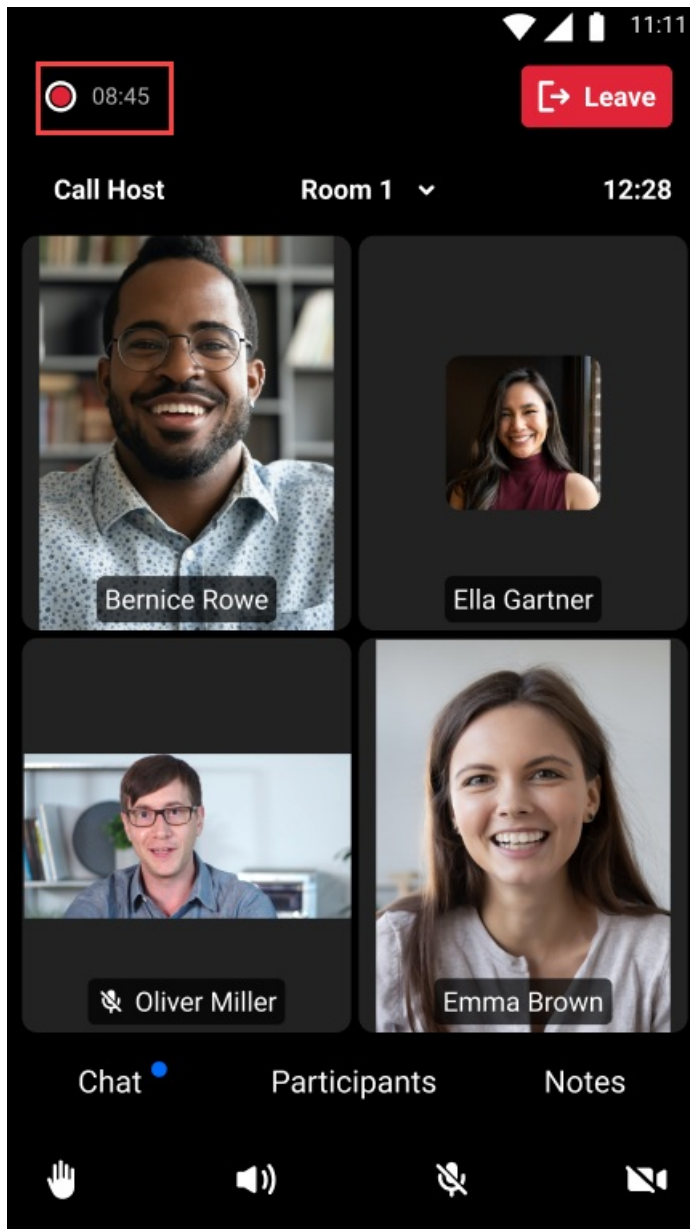 11:11
08:45
Leave
Call Host
Room 1
12:28
Bernice Rowe
Ella Gartner
Oliver Miller
Emma Brown
Chat
Participants
Notes